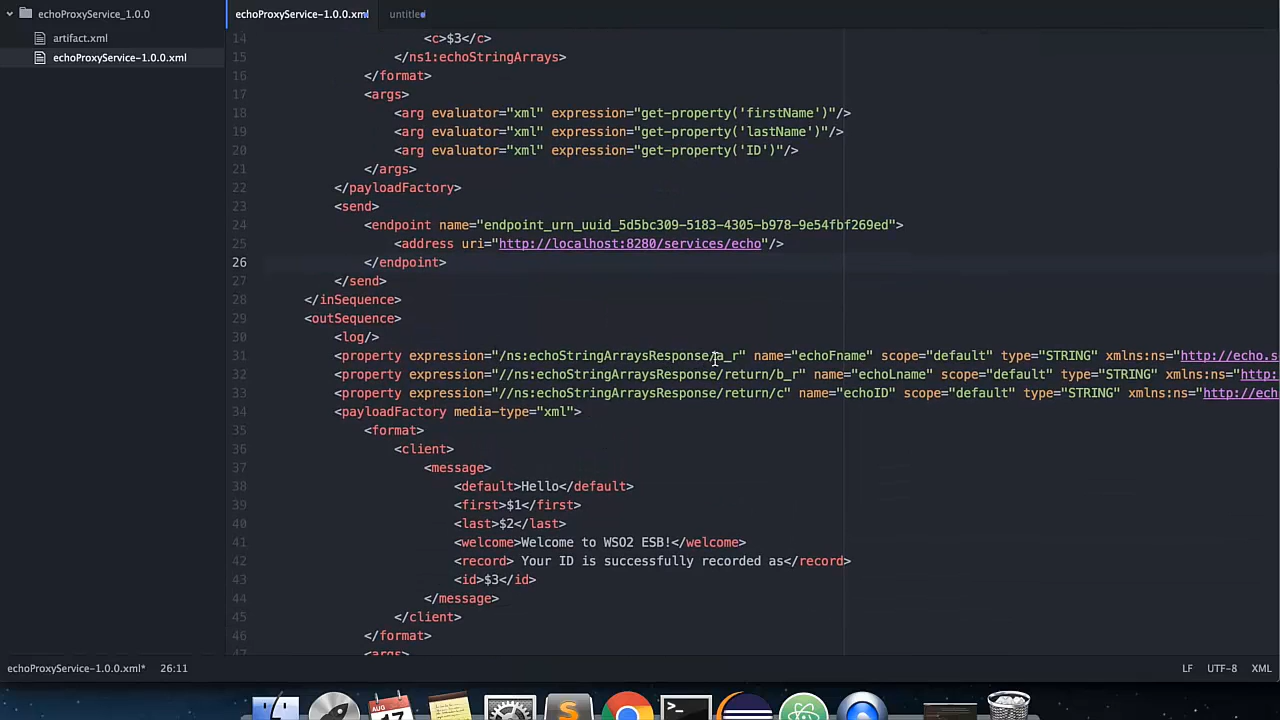 echoProxyService_1.0.0
artifact.xml
echoProxyService-1.0.0.xml
echoProxyService-1.0.0.xml
untitled
14 <c>$3</c>
15 </ns1:echoStringArrays>
16 </format>
17 <args>
18 <arg evaluator="xml" expression="get-property('firstName')"/>
19 <arg evaluator="xml" expression="get-property('lastName')"/>
20 <arg evaluator="xml" expression="get-property('ID')"/>
21 </args>
22 </payloadFactory>
23 <send>
24 <endpoint name="endpoint_urn_uuid_5d5bc309-5183-4305-b978-9e54fbf269ed">
25 <address uri="http://localhost:8280/services/echo"/>
26 </endpoint>
27 </send>
28 </inSequence>
29 <outSequence>
30 <log/>
31 <property expression="/ns:echoStringArraysResponse/a_r" name="echoFname" scope="default" type="STRING" xmlns:ns="http://echo.s
32 <property expression="//ns:echoStringArraysResponse/return/b_r" name="echoLname" scope="default" type="STRING" xmlns:ns="http:
33 <property expression="//ns:echoStringArraysResponse/return/c" name="echoID" scope="default" type="STRING" xmlns:ns="http://ech
34 <payloadFactory media-type="xml">
35 <format>
36 <client>
37 <message>
38 <default>Hello</default>
39 <first>$1</first>
40 <last>$2</last>
41 <welcome>Welcome to WSO2 ESB!</welcome>
42 <record> Your ID is successfully recorded as</record>
43 <id>$3</id>
44 </message>
45 </client>
46 </format>
47 <args>
echoProxyService-1.0.0.xml* 26:11 LF UTF-8 XML
AUG
17